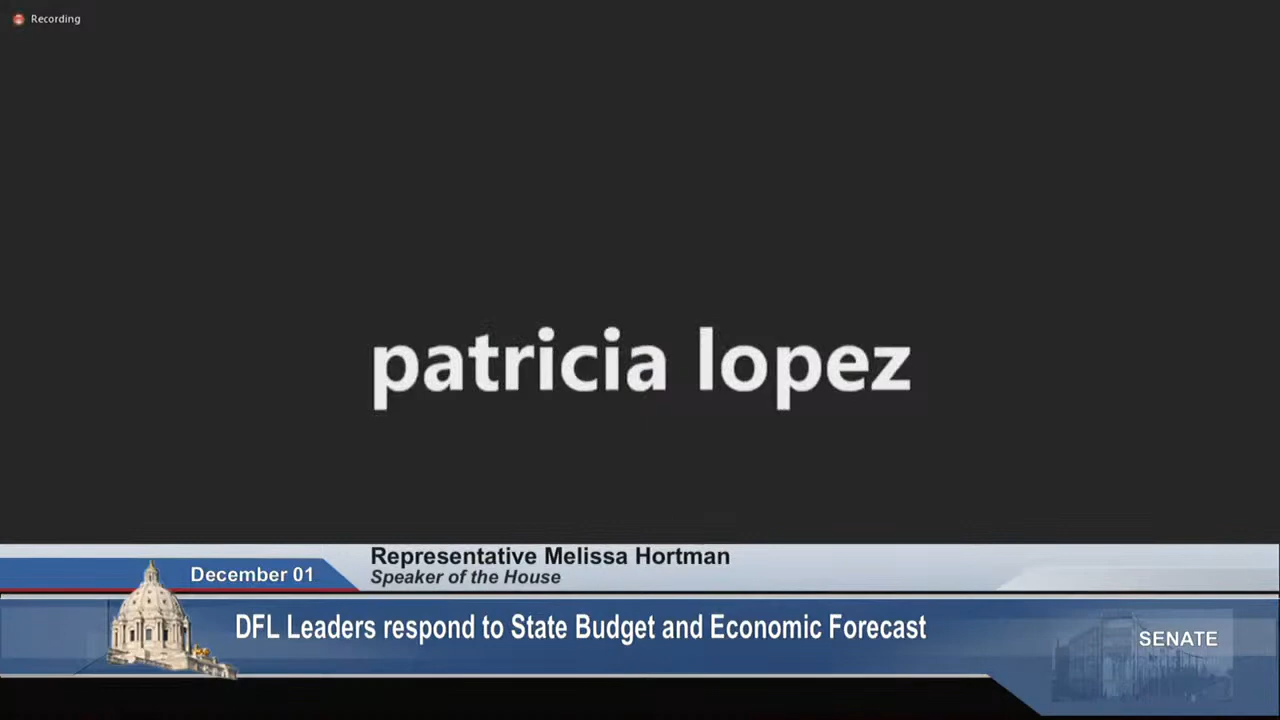 Recording
patricia lopez
Representative Melissa Hortman
Speaker of the House
December 01
DFL Leaders respond to State Budget and Economic Forecast
SENATE